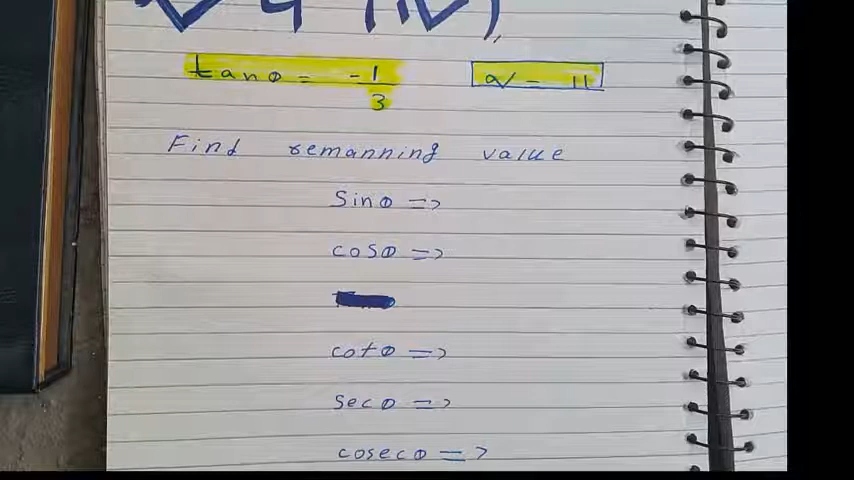 tanθ = -1/3 Q/ = II
Find remanning value
Sinθ =>
cosθ =>
cotθ =>
secθ =>
cosecθ =>